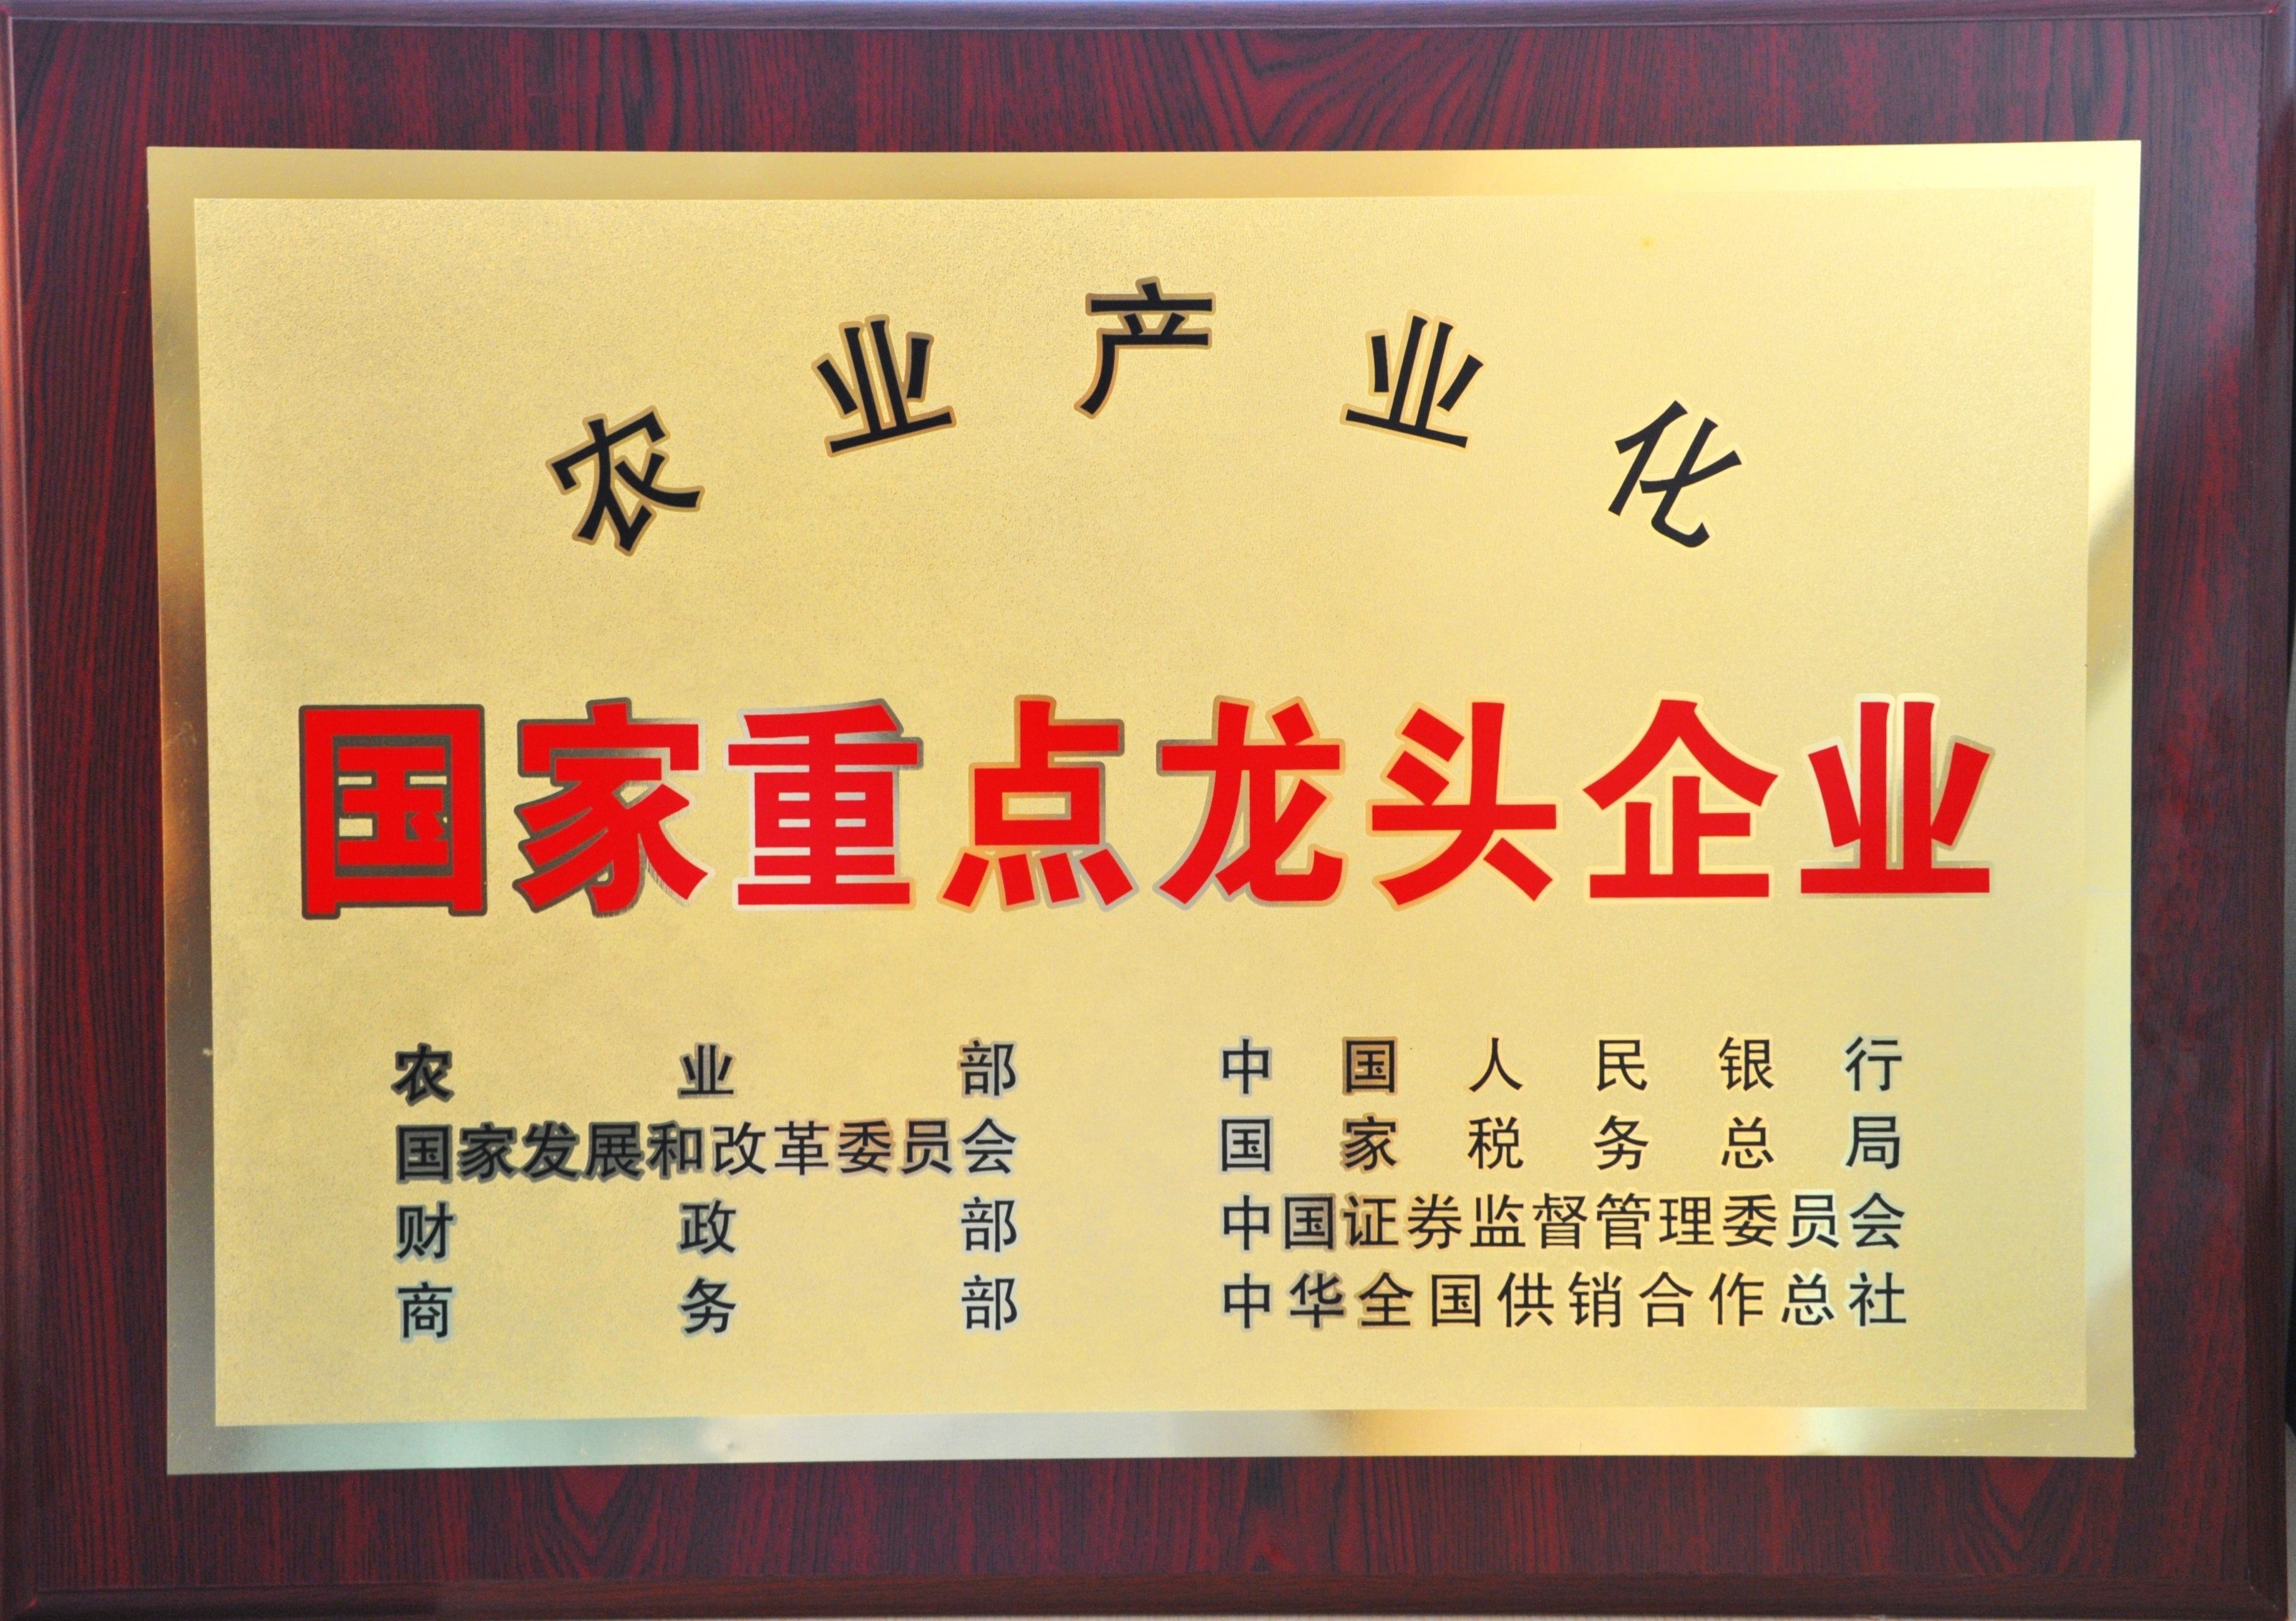 农业产业化
国家重点龙头企业
农业部
国家发展和改革委员会
财政部
商务部
中国人民银行
国家税务总局
中国证券监督管理委员会
中华全国供销合作总社